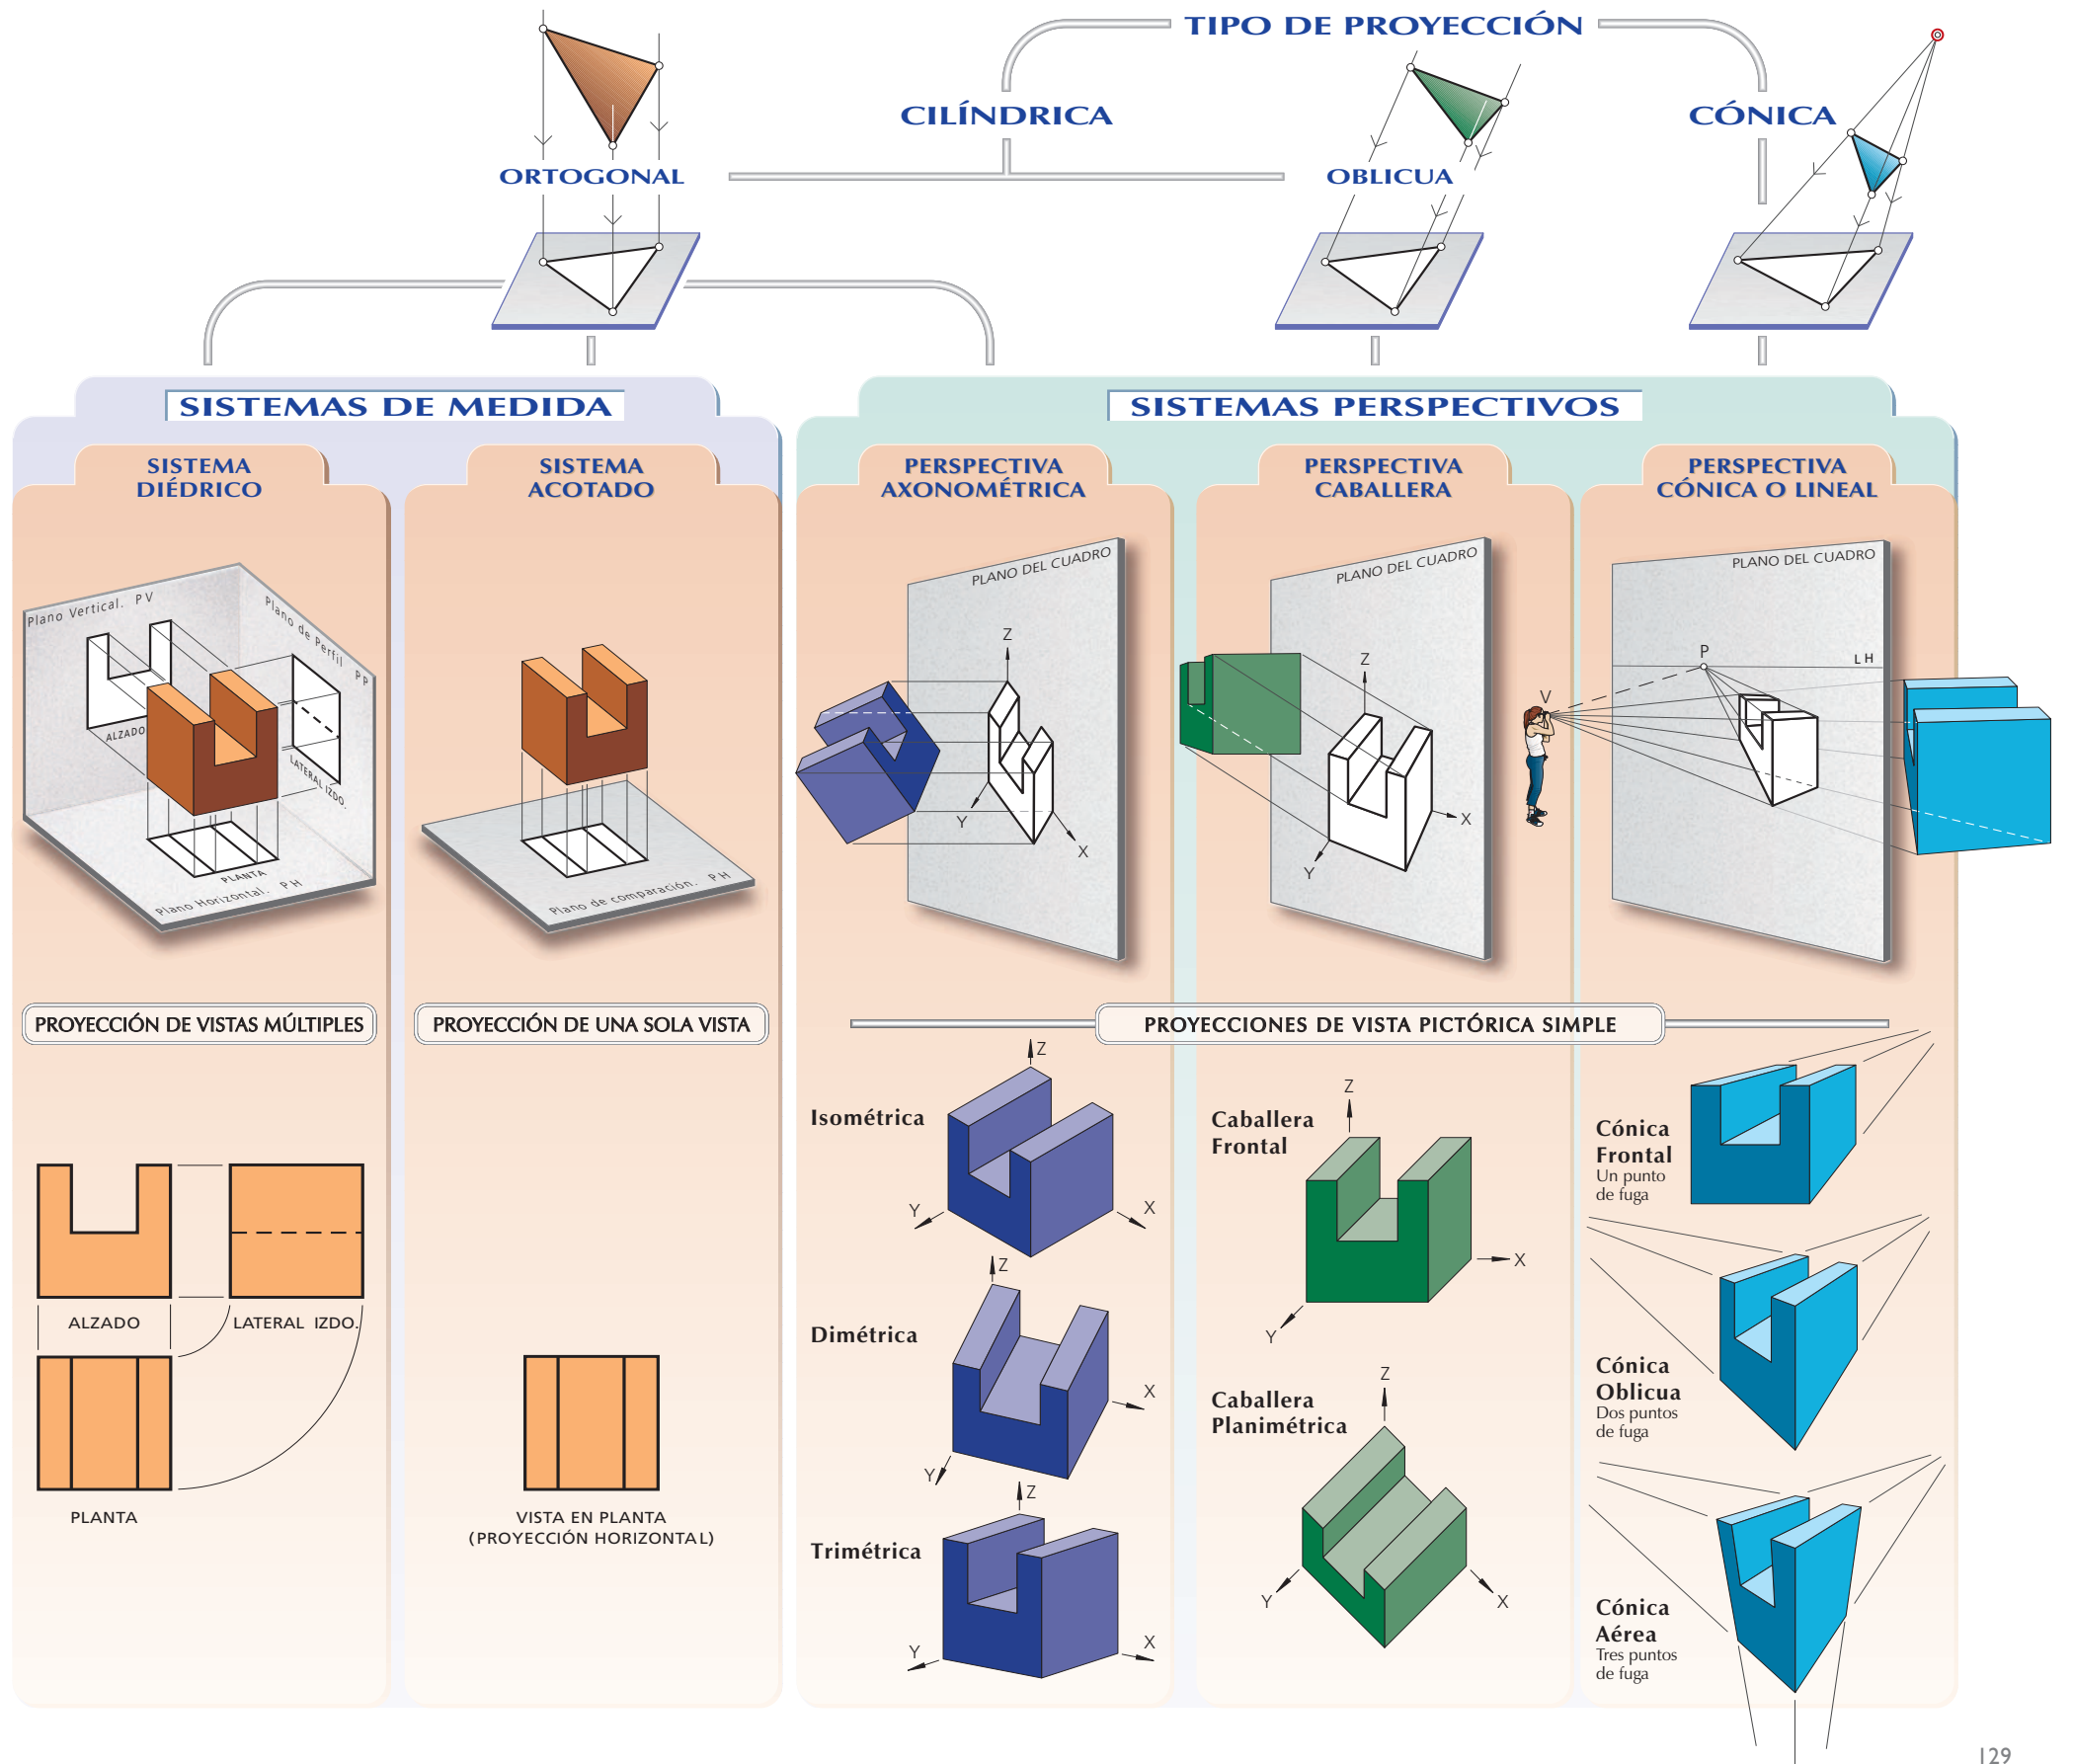 TIPO DE PROYECCIÓN
CILÍNDRICA
CÓNICA
ORTOGONAL
OBLICUA
SISTEMAS DE MEDIDA
SISTEMAS PERSPECTIVOS
SISTEMA
DIÉDRICO
SISTEMA
ACOTADO
PERSPECTIVA
AXONOMÉTRICA
PERSPECTIVA
CABALLERA
PERSPECTIVA
CÓNICA O LINEAL
Plano Vertical. PV
Plano de Perfil PP
ALZADO
LATERAL IZDO.
PLANTA
Plano Horizontal. PH
Plano de comparación. PH
PLANO DEL CUADRO
Z
Y
X
PLANO DEL CUADRO
Z
X
Y
PLANO DEL CUADRO
P
LH
V
PROYECCIÓN DE VISTAS MÚLTIPLES
PROYECCIÓN DE UNA SOLA VISTA
PROYECCIONES DE VISTA PICTÓRICA SIMPLE
ALZADO
LATERAL IZDO.
PLANTA
VISTA EN PLANTA
(PROYECCIÓN HORIZONTAL)
Isométrica
Z
Y
X
Dimétrica
Z
X
Y
Trimétrica
Z
Y
X
Caballera
Frontal
Z
X
Y
Caballera
Planimétrica
Z
Y
X
Cónica
Frontal
Un punto
de fuga
Cónica
Oblicua
Dos puntos
de fuga
Cónica
Aérea
Tres puntos
de fuga
129